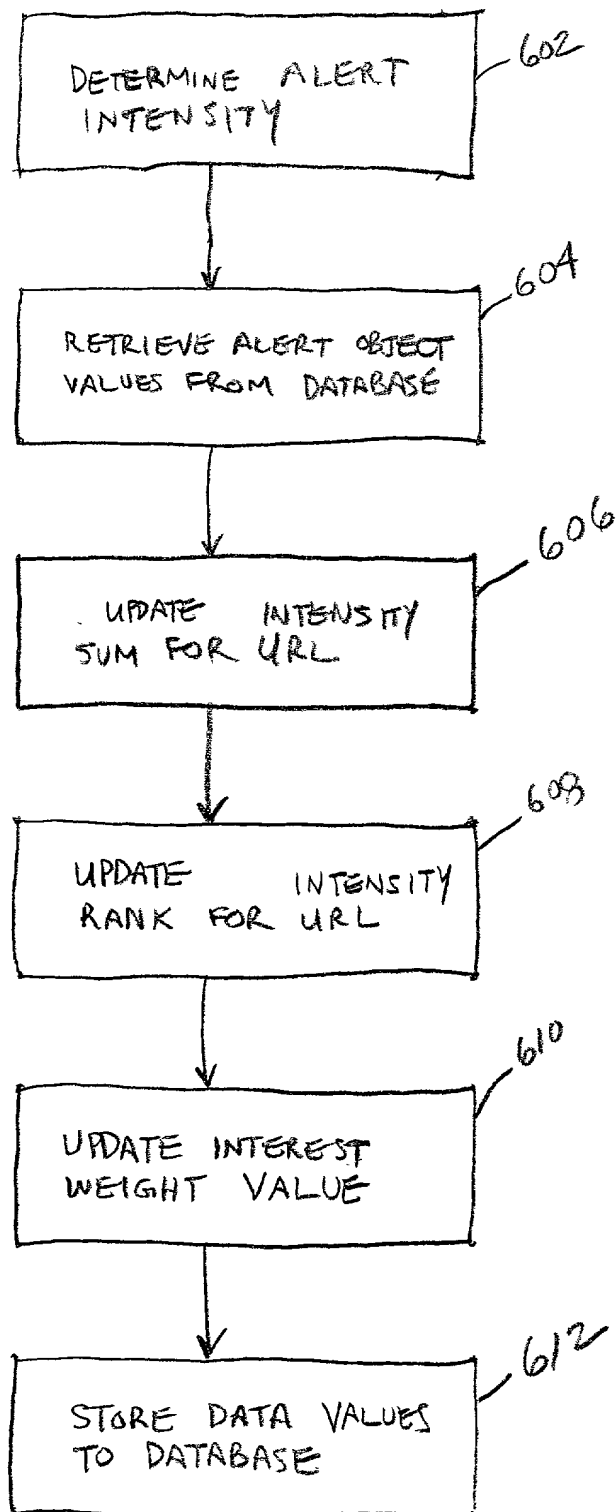 602
DETERMINE ALERT
INTENSITY
604
RETRIEVE ALERT OBJECT
VALUES FROM DATABASE
606
UPDATE INTENSITY
SUM FOR URL
608
UPDATE INTENSITY
RANK FOR URL
610
UPDATE INTEREST
WEIGHT VALUE
612
STORE DATA VALUES
TO DATABASE